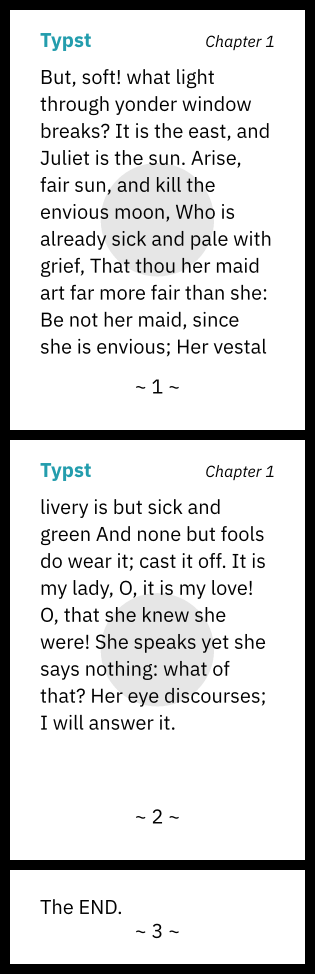 Typst Chapter 1
But, soft! what light
through yonder window
breaks? It is the east, and
Juliet is the sun. Arise,
fair sun, and kill the
envious moon, Who is
already sick and pale with
grief, That thou her maid
art far more fair than she:
Be not her maid, since
she is envious; Her vestal
~ 1 ~
Typst Chapter 1
livery is but sick and
green And none but fools
do wear it; cast it off. It is
my lady, O, it is my love!
O, that she knew she
were! She speaks yet she
says nothing: what of
that? Her eye discourses;
I will answer it.
~ 2 ~
The END.
~ 3 ~